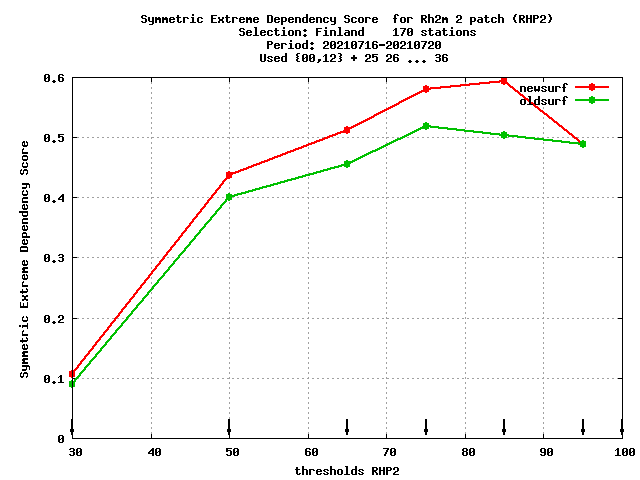 Symmetric Extreme Dependency Score  for Rh2m 2 patch (RHP2)
Selection: Finland    170 stations
Period: 20210716-20210720
Used {00,12} + 25 26 ... 36
newsurf
oldsurf
Symmetric Extreme Dependency Score
0.6
0.5
0.4
0.3
0.2
0.1
0
30 40 50 60 70 80 90 100
thresholds RHP2